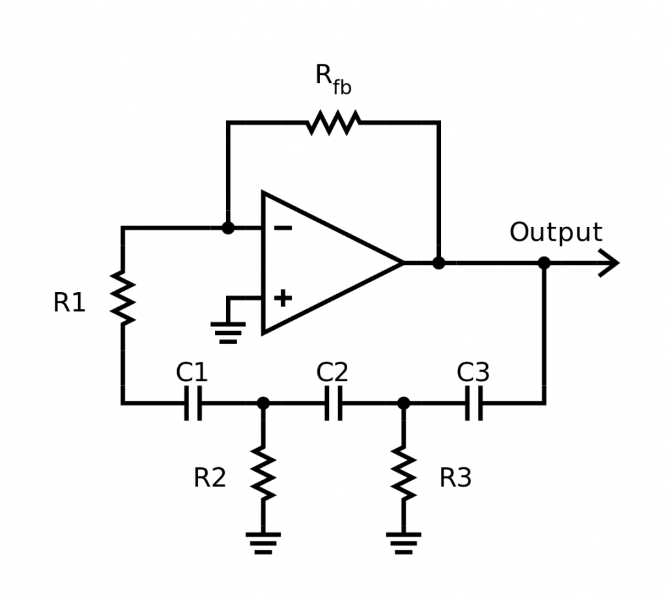 Rfb
Output
−
+
R1
C1
C2
C3
R2
R3